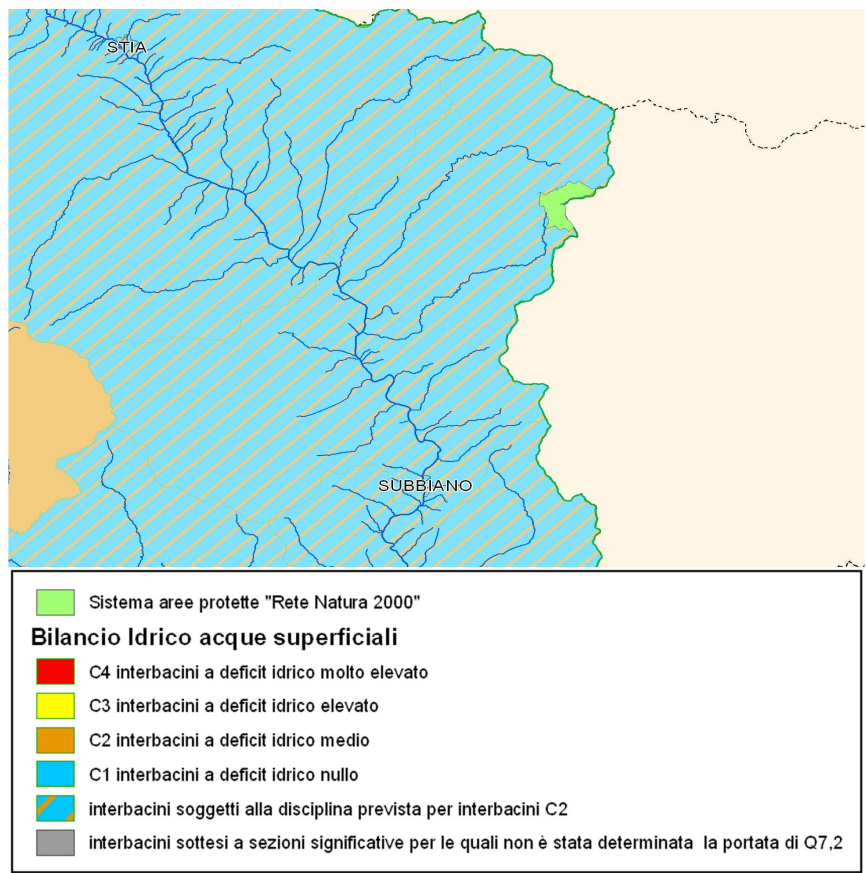 STIA
SUBBIANO
Sistema aree protette "Rete Natura 2000"
Bilancio Idrico acque superficiali
C4 interbacini a deficit idrico molto elevato
C3 interbacini a deficit idrico elevato
C2 interbacini a deficit idrico medio
C1 interbacini a deficit idrico nullo
interbacini soggetti alla disciplina prevista per interbacini C2
interbacini sottesi a sezioni significative per le quali non è stata determinata la portata di Q7,2